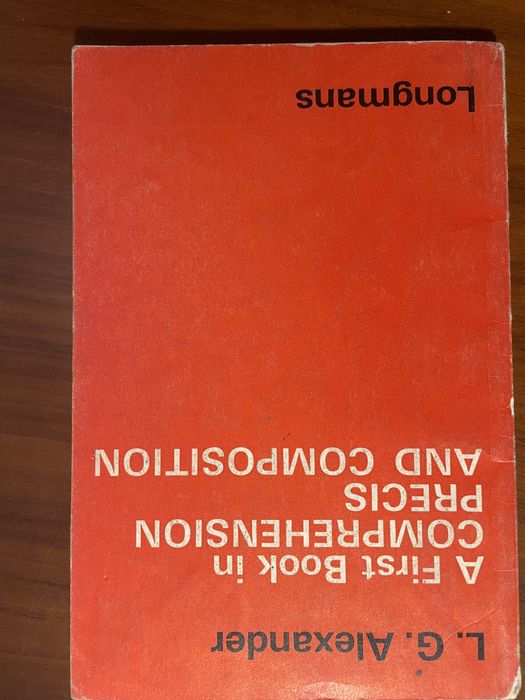 L. G. Alexander
A First Book in
COMPREHENSION
PRECIS
AND COMPOSITION
Longmans